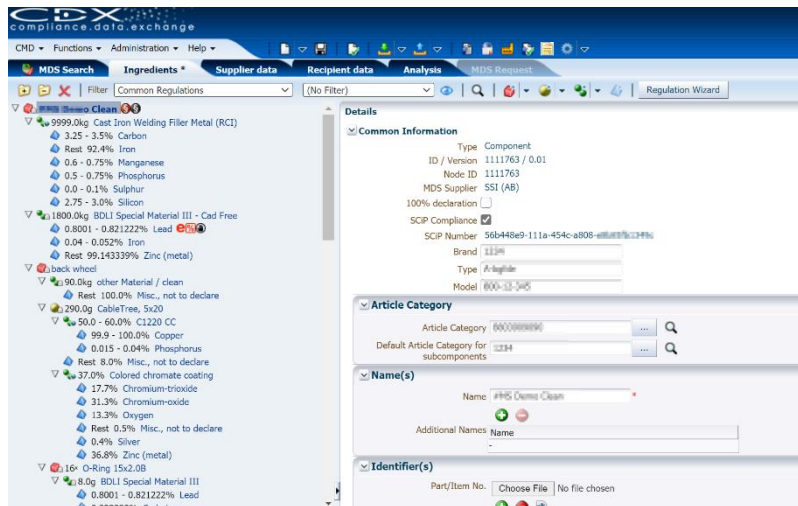 CDX
compliance.data.exchange
CMD Functions Administration Help
MDS Search Ingredients * Supplier data Recipient data Analysis MDS Request
Filter Common Regulations (No Filter) Regulation Wizard
Clean
9999.0kg Cast Iron Welding Filler Metal (RCI)
3.25 - 3.5% Carbon
Rest 92.4% Iron
0.6 - 0.75% Manganese
0.5 - 0.75% Phosphorus
0.0 - 0.1% Sulphur
2.75 - 3.0% Silicon
1800.0kg BDLI Special Material III - Cad Free
0.8001 - 0.821222% Lead
0.04 - 0.052% Iron
Rest 99.143339% Zinc (metal)
back wheel
90.0kg other Material / clean
Rest 100.0% Misc., not to declare
290.0g CableTree, 5x20
50.0 - 60.0% C1220 CC
99.9 - 100.0% Copper
0.015 - 0.04% Phosphorus
Rest 8.0% Misc., not to declare
37.0% Colored chromate coating
17.7% Chromium-trioxide
31.3% Chromium-oxide
13.3% Oxygen
Rest 0.5% Misc., not to declare
0.4% Silver
36.8% Zinc (metal)
16x O-Ring 15x2.0B
8.0g BDLI Special Material III
0.8001 - 0.821222% Lead
Details
Common Information
Type Component
ID / Version 1111763 / 0.01
Node ID 1111763
MDS Supplier SSI (AB)
100% declaration
SCiP Compliance
SCiP Number 56b448e9-111a-454c-a808-
Brand
Type
Model
Article Category
Article Category ...
Default Article Category for ...
subcomponents
Name(s)
Name *
Additional Names Name
-
Identifier(s)
Part/Item No. Choose File No file chosen